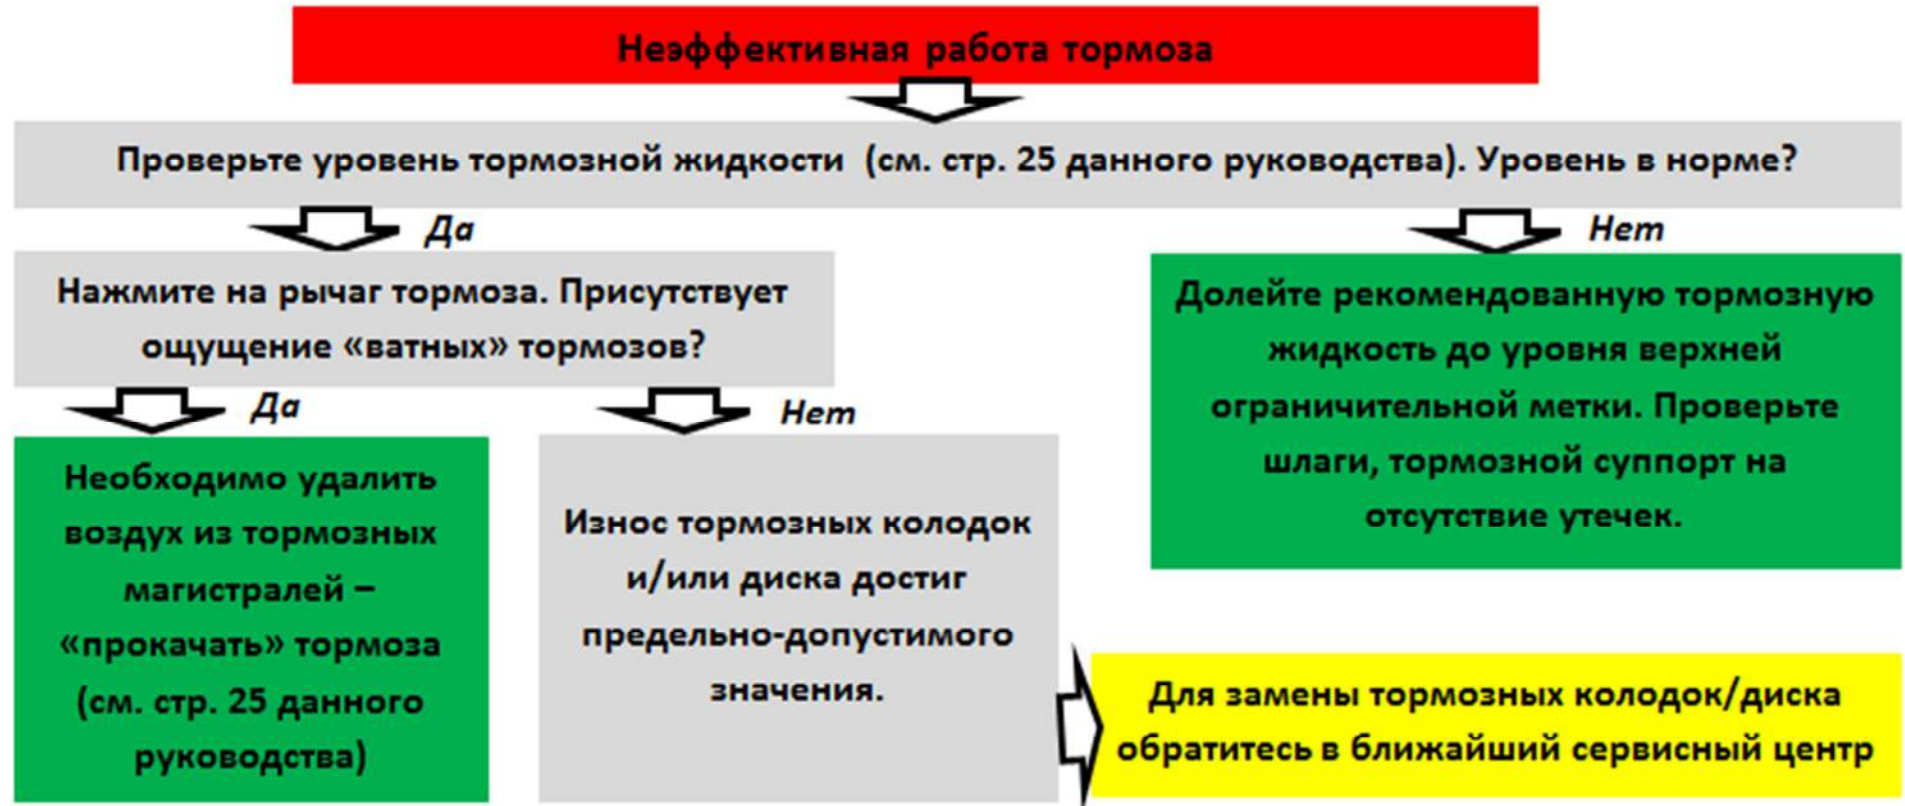 Неэффективная работа тормоза
Проверьте уровень тормозной жидкости (см. стр. 25 данного руководства). Уровень в норме?
Да
Нет
Нажмите на рычаг тормоза. Присутствует
ощущение «ватных» тормозов?
Долейте рекомендованную тормозную
жидкость до уровня верхней
ограничительной метки. Проверьте
шлаги, тормозной суппорт на
отсутствие утечек.
Да
Нет
Необходимо удалить
воздух из тормозных
магистралей –
«прокачать» тормоза
(см. стр. 25 данного
руководства)
Износ тормозных колодок
и/или диска достиг
предельно-допустимого
значения.
Для замены тормозных колодок/диска
обратитесь в ближайший сервисный центр